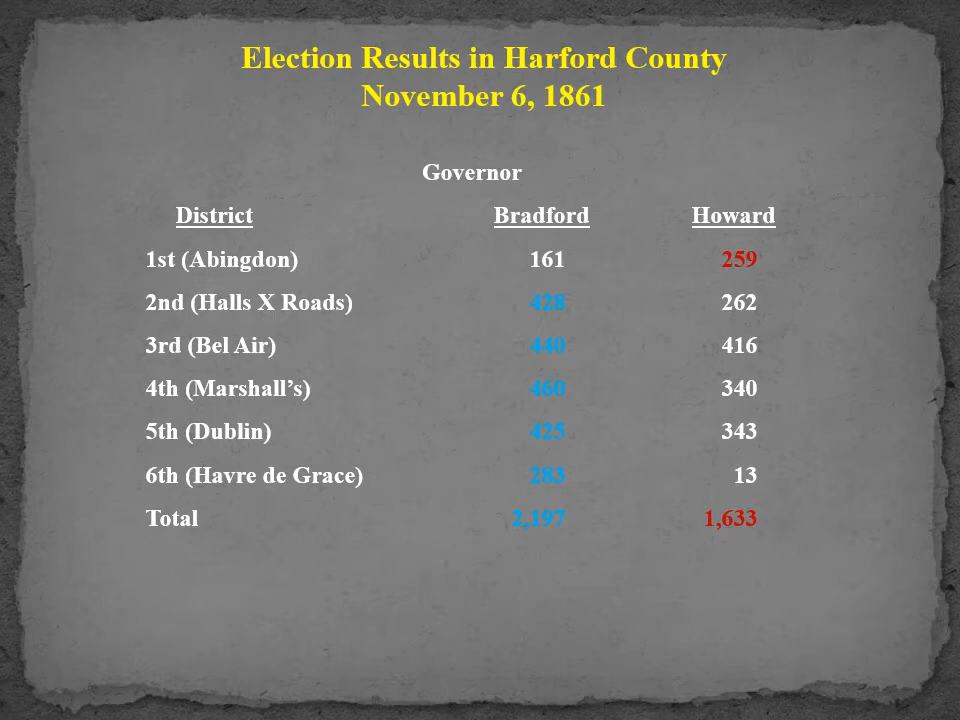 Election Results in Harford County
November 6, 1861
Governor
District Bradford Howard
1st (Abingdon) 161 259
2nd (Halls X Roads) 428 262
3rd (Bel Air) 440 416
4th (Marshall’s) 460 340
5th (Dublin) 425 343
6th (Havre de Grace) 283 13
Total 2,197 1,633